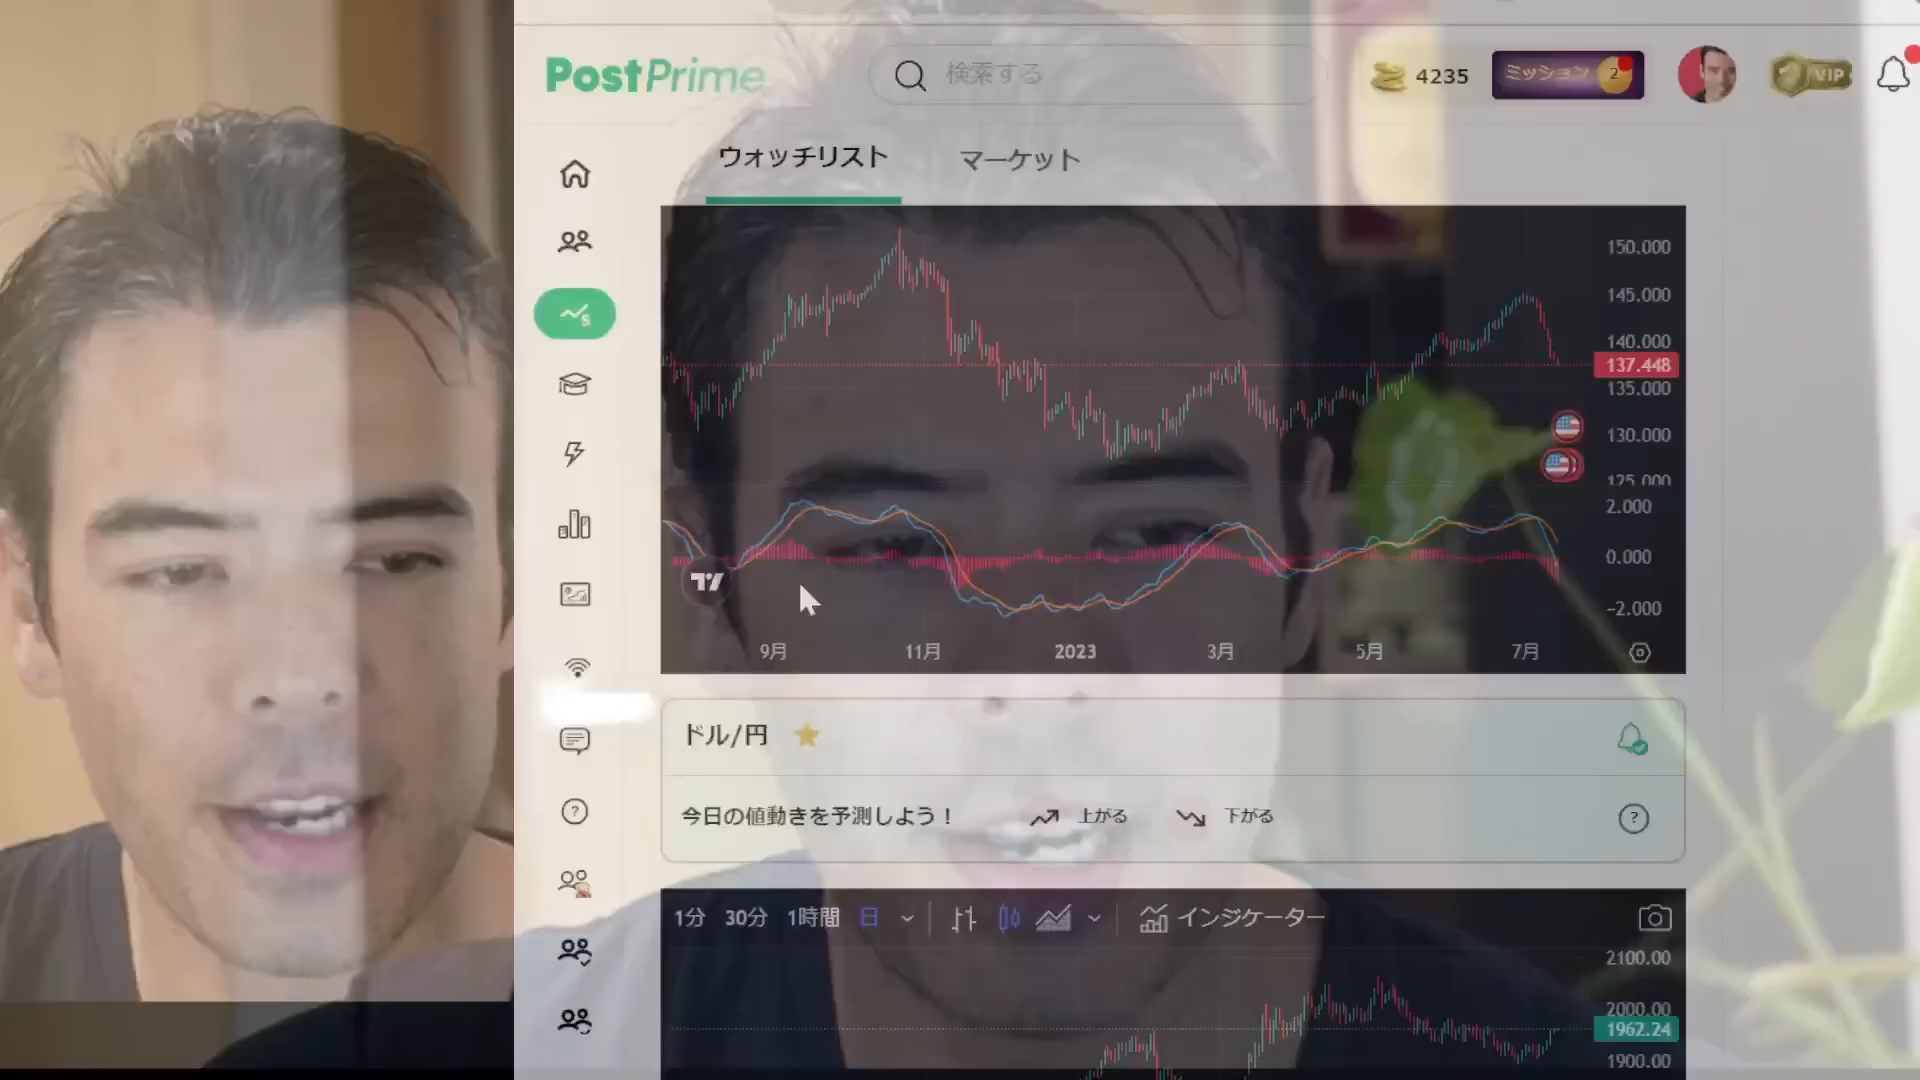 PostPrime
検索する
4235
ミッション 2
VIP
ウォッチリスト
マーケット
150.000
145.000
140.000
137.448
135.000
130.000
125.000
2.000
0.000
-2.000
9月
11月
2023
3月
5月
7月
ドル/円
今日の値動きを予測しよう!
上がる
下がる
1分
30分
1時間
日
インジケーター
2100.00
2000.00
1962.24
1900.00